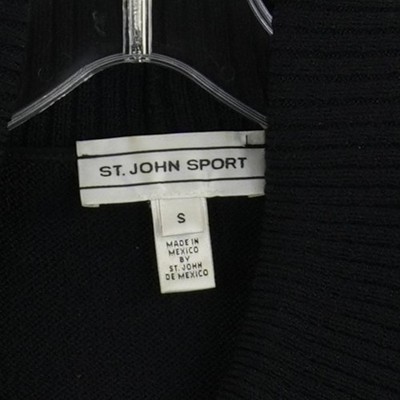 ST. JOHN SPORT
S
MADE IN
MEXICO
BY
ST. JOHN
DE MEXICO